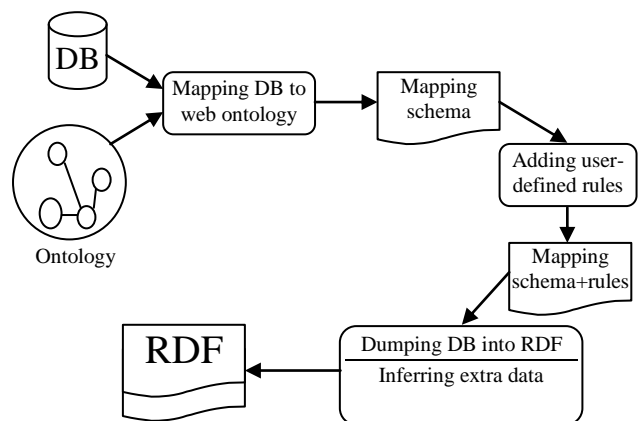 DB
Mapping DB to
web ontology
Mapping
schema
Adding user-
defined rules
Ontology
Mapping
schema+rules
Dumping DB into RDF
Inferring extra data
RDF